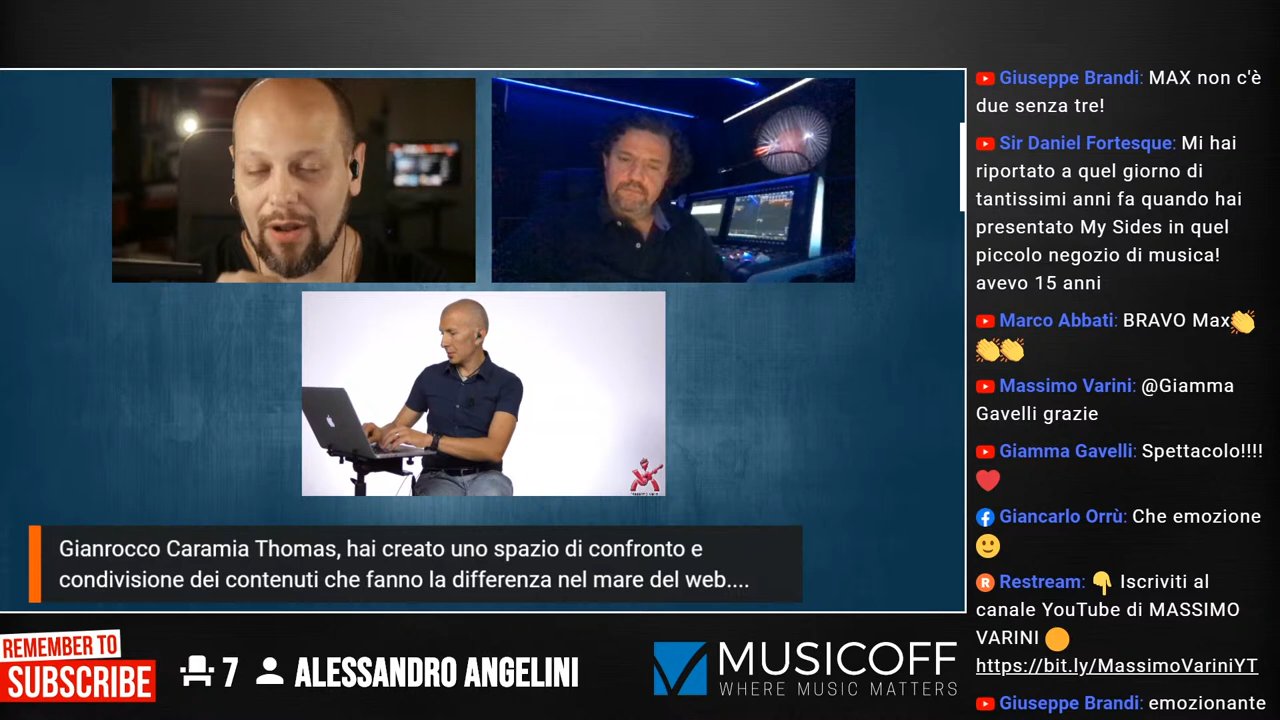 Giuseppe Brandi: MAX non c'è
due senza tre!
Sir Daniel Fortesque: Mi hai
riportato a quel giorno di
tantissimi anni fa quando hai
presentato My Sides in quel
piccolo negozio di musica!
avevo 15 anni
Marco Abbati: BRAVO Max👏
👏👏
Massimo Varini: @Giamma
Gavelli grazie
Giamma Gavelli: Spettacolo!!!!
❤️
Giancarlo Orrù: Che emozione
🙂
Restream: 👇 Iscriviti al
canale YouTube di MASSIMO
VARINI 🟠
https://bit.ly/MassimoVariniYT
Giuseppe Brandi: emozionante
Gianrocco Caramia Thomas, hai creato uno spazio di confronto e
condivisione dei contenuti che fanno la differenza nel mare del web....
REMEMBER TO
SUBSCRIBE
7 ALESSANDRO ANGELINI
MUSICOFF
WHERE MUSIC MATTERS